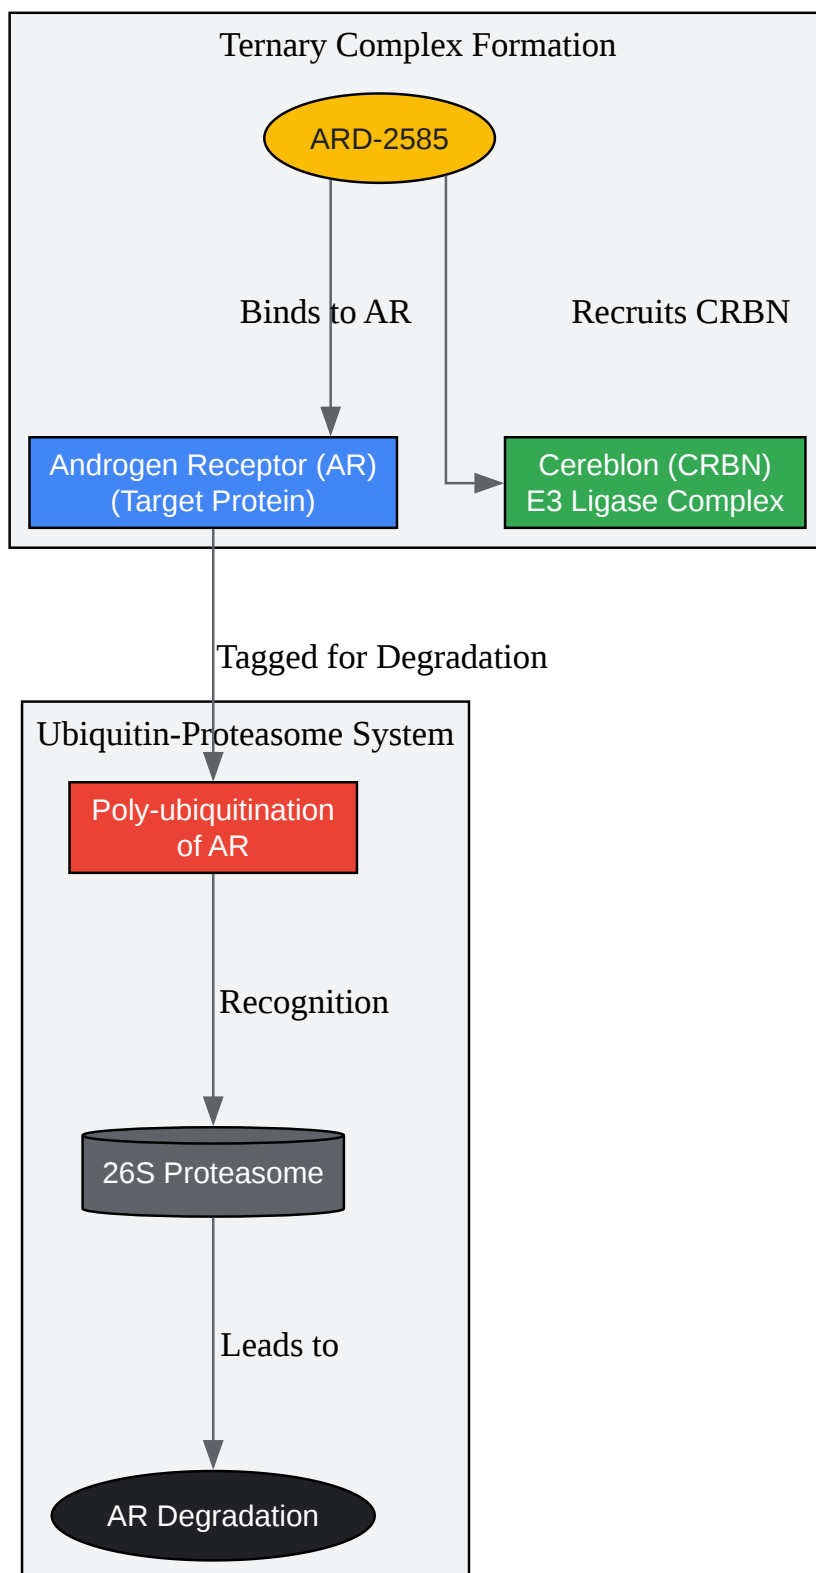 Ternary Complex Formation
ARD-2585
Binds to AR
Recruits CRBN
Androgen Receptor (AR)
(Target Protein)
Cereblon (CRBN)
E3 Ligase Complex
Tagged for Degradation
Ubiquitin-Proteasome System
Poly-ubiquitination
of AR
Recognition
26S Proteasome
Leads to
AR Degradation